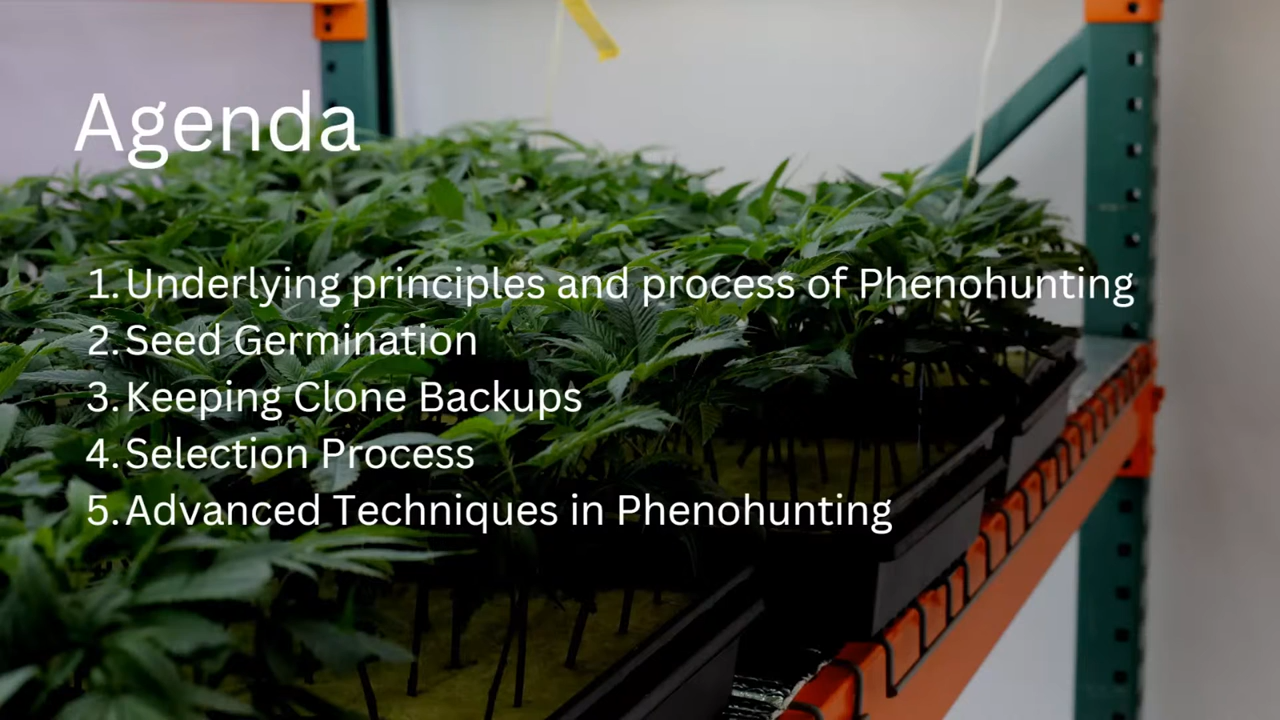 Agenda
1. Underlying principles and process of Phenohunting
2. Seed Germination
3. Keeping Clone Backups
4. Selection Process
5. Advanced Techniques in Phenohunting